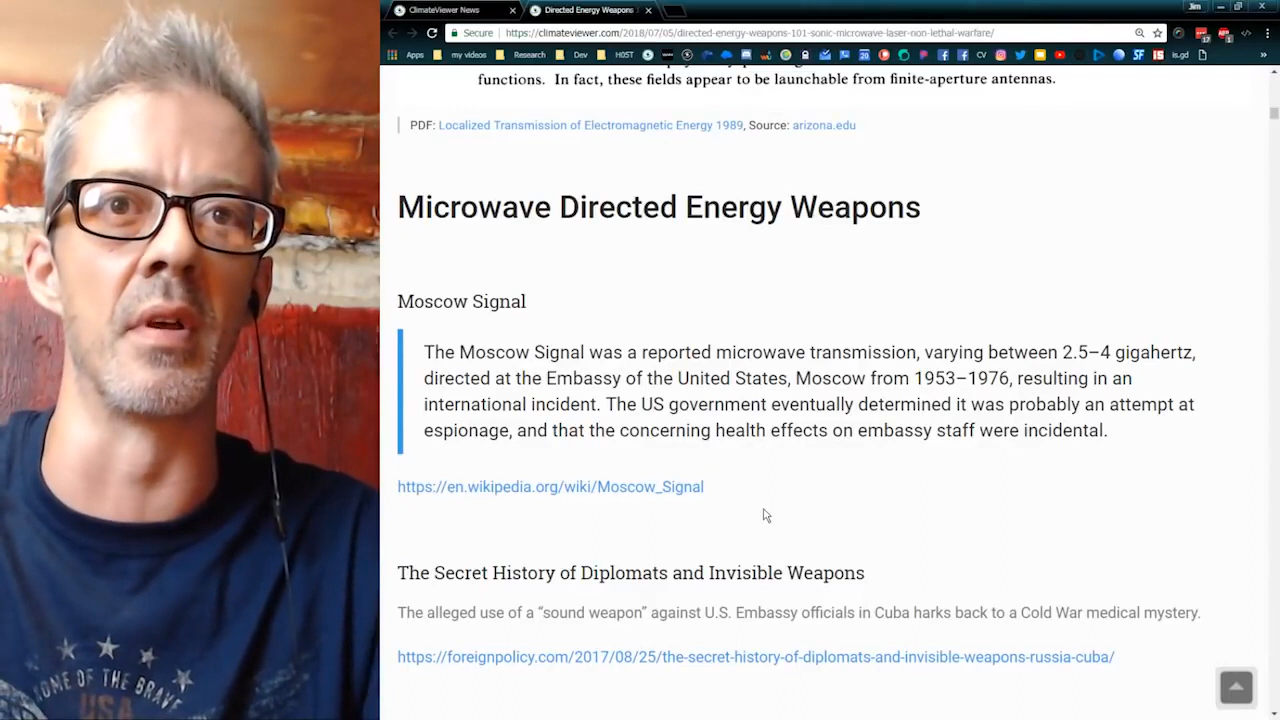 ClimateViewer News
Directed Energy Weapons
Jim
Secure
https://climateviewer.com/2018/07/05/directed-energy-weapons-101-sonic-microwave-laser-non-lethal-warfare/
Apps my videos Research Dev H0ST CV is.gd
functions. In fact, these fields appear to be launchable from finite-aperture antennas.
PDF: Localized Transmission of Electromagnetic Energy 1989, Source: arizona.edu
Microwave Directed Energy Weapons
Moscow Signal
The Moscow Signal was a reported microwave transmission, varying between 2.5–4 gigahertz,
directed at the Embassy of the United States, Moscow from 1953–1976, resulting in an
international incident. The US government eventually determined it was probably an attempt at
espionage, and that the concerning health effects on embassy staff were incidental.
https://en.wikipedia.org/wiki/Moscow_Signal
The Secret History of Diplomats and Invisible Weapons
The alleged use of a “sound weapon” against U.S. Embassy officials in Cuba harks back to a Cold War medical mystery.
https://foreignpolicy.com/2017/08/25/the-secret-history-of-diplomats-and-invisible-weapons-russia-cuba/
OME OF THE BRAVE
USA